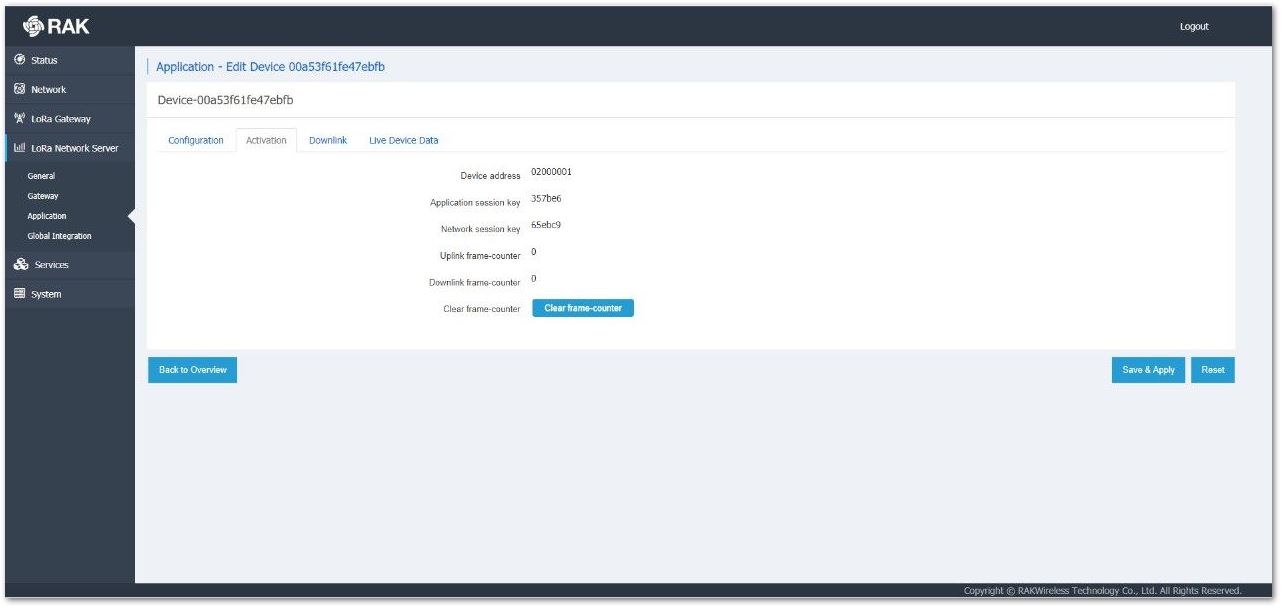 RAK
Logout
Status
Network
LoRa Gateway
LoRa Network Server
General
Gateway
Application
Global Integration
Services
System
Application - Edit Device 00a53f61fe47ebfb
Device-00a53f61fe47ebfb
Configuration Activation Downlink Live Device Data
Device address 02000001
Application session key 357be6
Network session key 65ebc9
Uplink frame-counter 0
Downlink frame-counter 0
Clear frame-counter Clear frame-counter
Back to Overview Save & Apply Reset
Copyright © RAKWireless Technology Co., Ltd. All Rights Reserved.